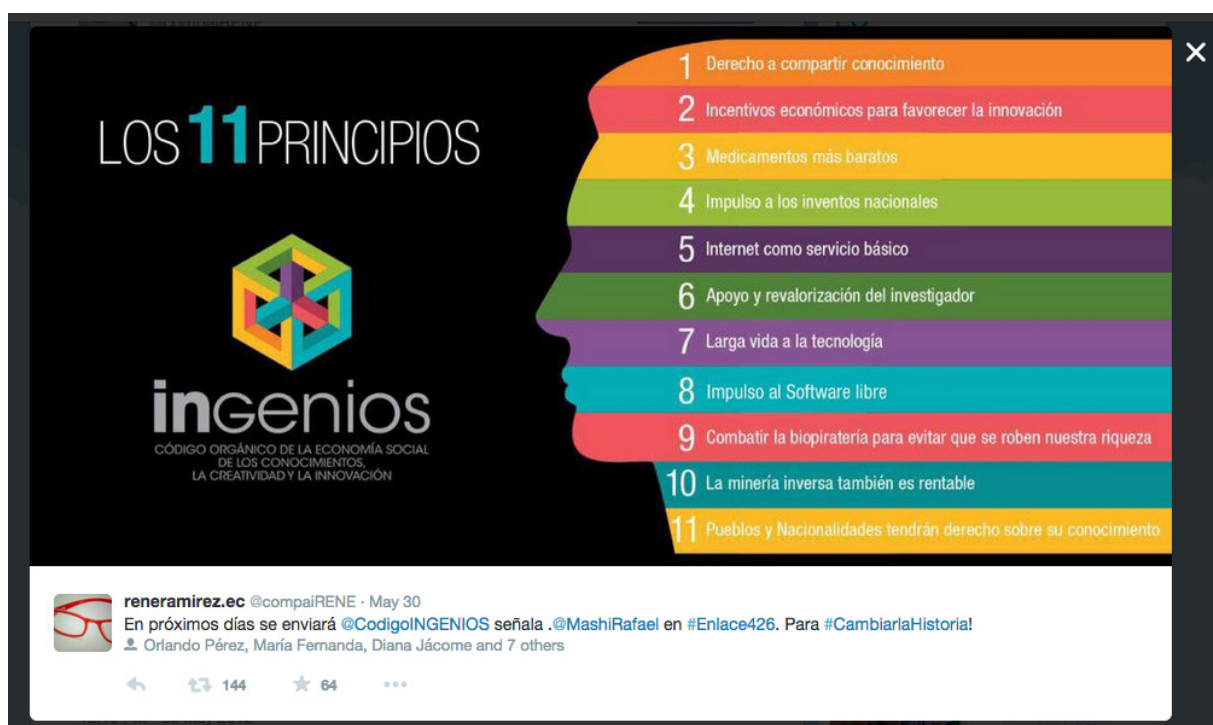 LOS 11 PRINCIPIOS
inGenios
CÓDIGO ORGÁNICO DE LA ECONOMÍA SOCIAL
DE LOS CONOCIMIENTOS,
LA CREATIVIDAD Y LA INNOVACIÓN
1 Derecho a compartir conocimiento
2 Incentivos económicos para favorecer la innovación
3 Medicamentos más baratos
4 Impulso a los inventos nacionales
5 Internet como servicio básico
6 Apoyo y revalorización del investigador
7 Larga vida a la tecnología
8 Impulso al Software libre
9 Combatir la biopiratería para evitar que se roben nuestra riqueza
10 La minería inversa también es rentable
11 Pueblos y Nacionalidades tendrán derecho sobre su conocimiento
reneramirez.ec @compaiRENE · May 30
En próximos días se enviará @CodigoINGENIOS señala .@MashiRafael en #Enlace426. Para #CambiarlaHistoria!
Orlando Pérez, María Fernanda, Diana Jácome and 7 others
144 64